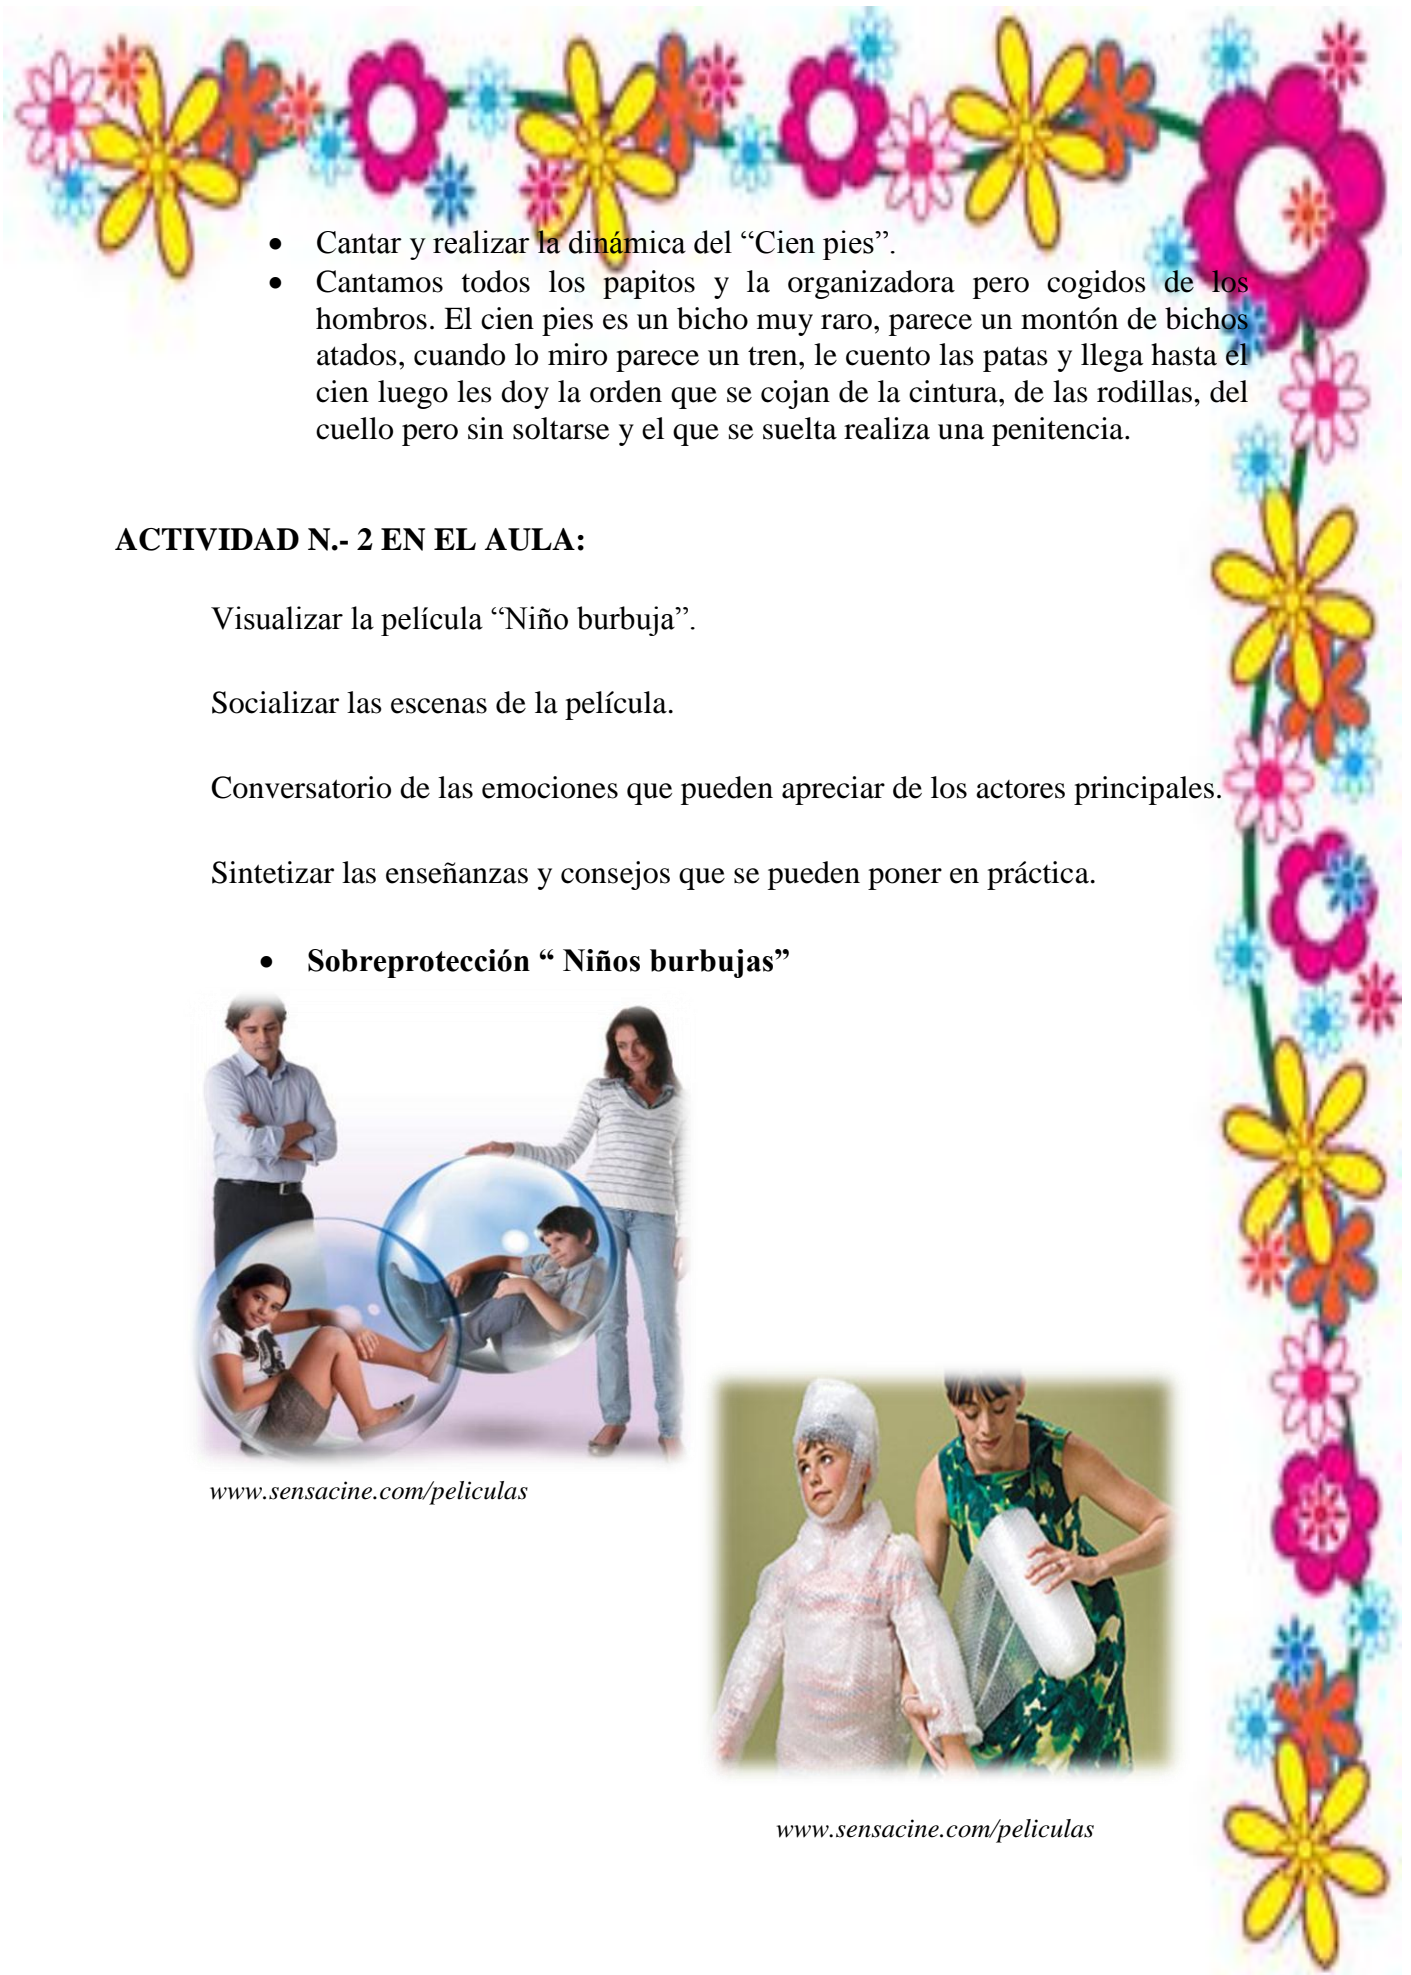 • Cantar y realizar la dinámica del “Cien pies”.
• Cantamos todos los papitos y la organizadora pero cogidos de los
hombros. El cien pies es un bicho muy raro, parece un montón de bichos
atados, cuando lo miro parece un tren, le cuento las patas y llega hasta el
cien luego les doy la orden que se cojan de la cintura, de las rodillas, del
cuello pero sin soltarse y el que se suelta realiza una penitencia.
ACTIVIDAD N.- 2 EN EL AULA:
Visualizar la película “Niño burbuja”.
Socializar las escenas de la película.
Conversatorio de las emociones que pueden apreciar de los actores principales.
Sintetizar las enseñanzas y consejos que se pueden poner en práctica.
• Sobreprotección “ Niños burbujas”
www.sensacine.com/peliculas
www.sensacine.com/peliculas